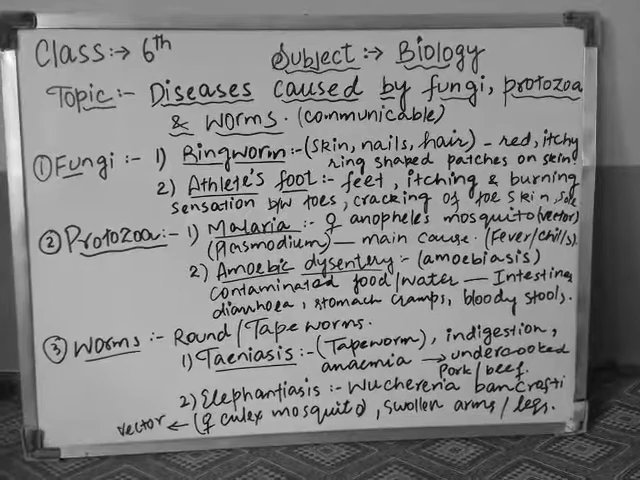 Class:→ 6th Subject:→ Biology
Topic:- Diseases caused by fungi, protozoa
& worms. (communicable)
① Fungi:- 1) Ringworm:-(skin, nails, hair) - red, itchy
ring shaped patches on skin
2) Athlete's foot:- feet, itching & burning
sensation b/w toes, cracking of toe skin, sole
② Protozoa:- 1) Malaria:- ♀ anopheles mosquito (vector)
(Plasmodium) — main cause. (Fever/chills).
2) Amoebic dysentery:- (amoebiasis)
Contaminated food/water — Intestines
diarrhoea, stomach cramps, bloody stools.
③ Worms:- Round/Tape worms.
1) Taeniasis:-(Tapeworm), indigestion,
anaemia → undercooked
Pork/beef.
2) Elephantiasis:- Wuchereria bancrofti
vector ← (♀ culex mosquito), swollen arms/legs.